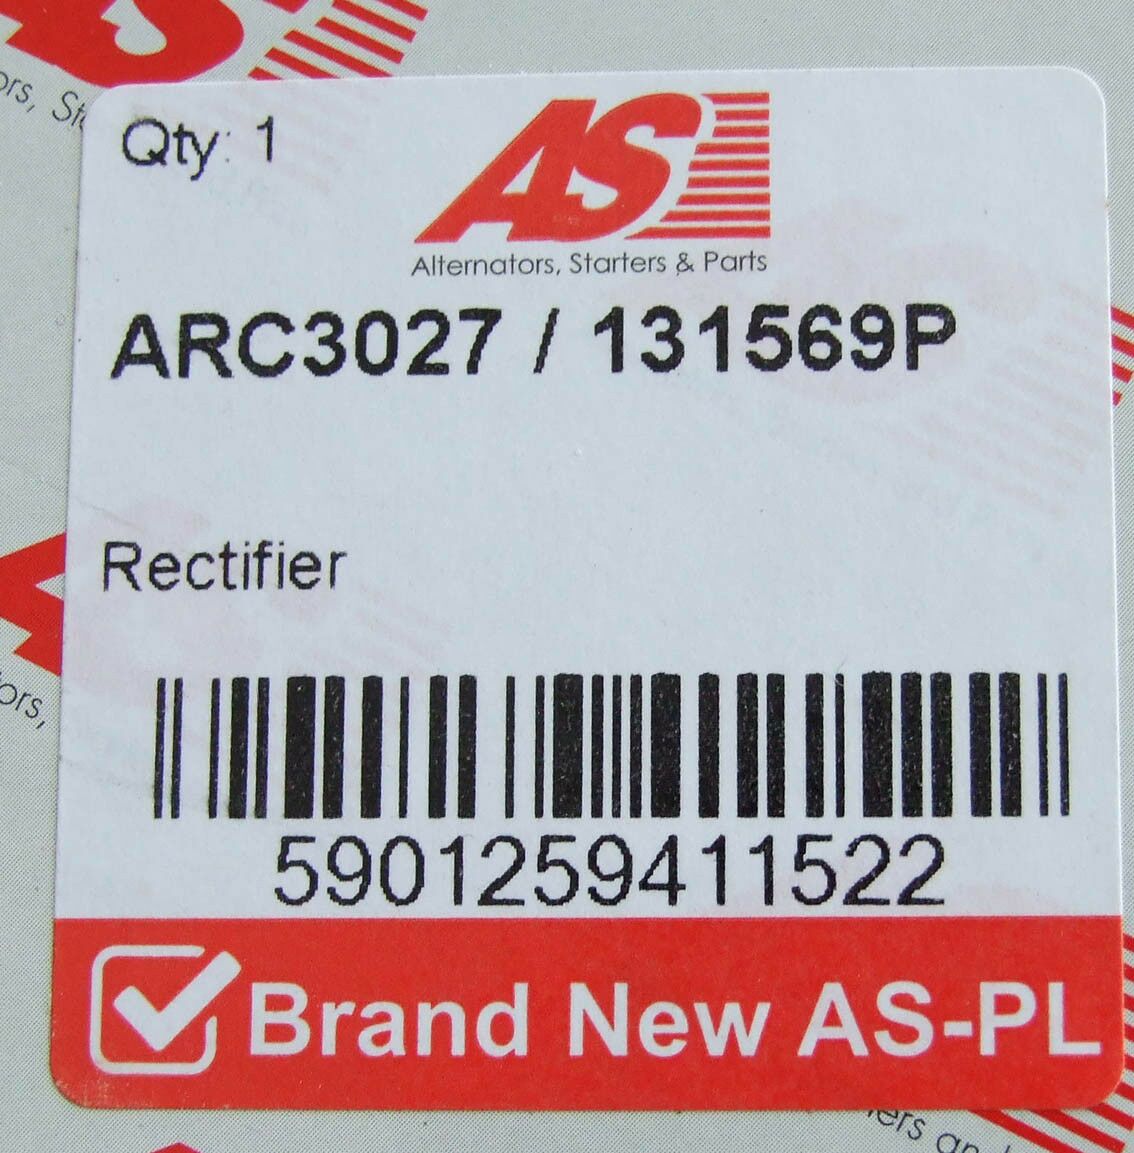 Qty: 1
AS
Alternators, Starters & Parts
ARC3027 / 131569P
Rectifier
5901259411522
Brand New AS-PL